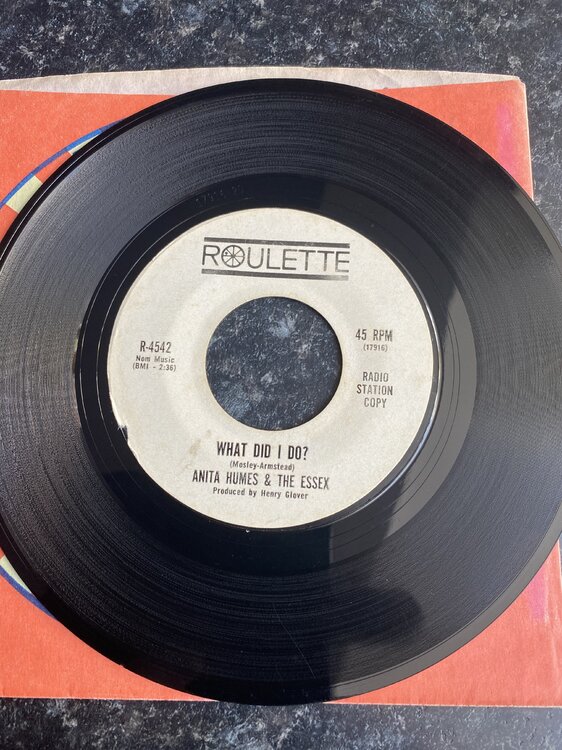 ROULETTE
R-4542
Nom Music
(BMI - 2:36)
45 RPM
(17916)
RADIO
STATION
COPY
WHAT DID I DO?
(Mosley-Armstead)
ANITA HUMES & THE ESSEX
Produced by Henry Glover